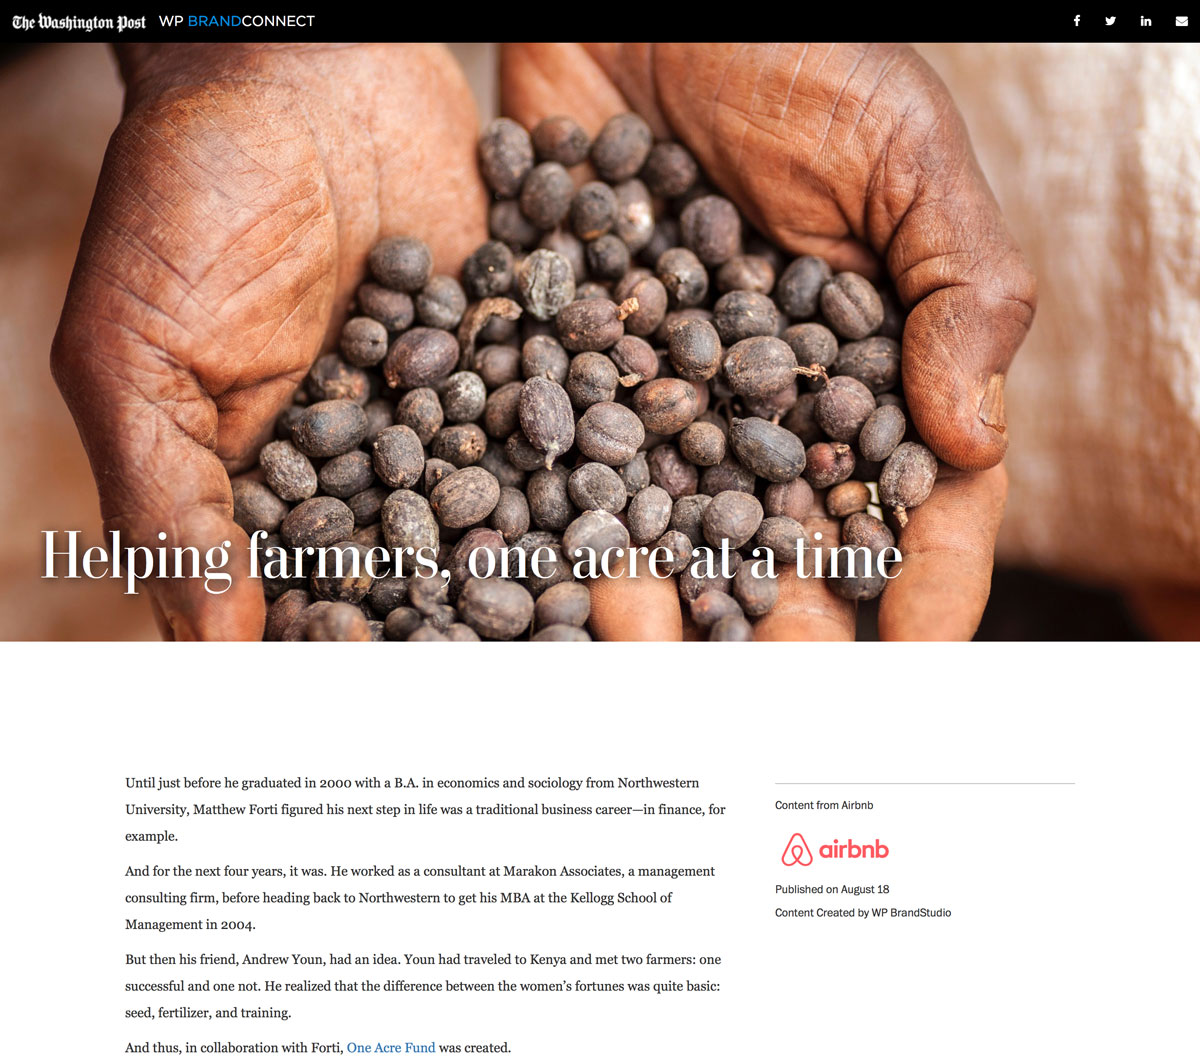 The Washington Post WP BRANDCONNECT
Helping farmers, one acre at a time
Until just before he graduated in 2000 with a B.A. in economics and sociology from Northwestern
University, Matthew Forti figured his next step in life was a traditional business career—in finance, for
example.
And for the next four years, it was. He worked as a consultant at Marakon Associates, a management
consulting firm, before heading back to Northwestern to get his MBA at the Kellogg School of
Management in 2004.
But then his friend, Andrew Youn, had an idea. Youn had traveled to Kenya and met two farmers: one
successful and one not. He realized that the difference between the women’s fortunes was quite basic:
seed, fertilizer, and training.
And thus, in collaboration with Forti, One Acre Fund was created.
Content from Airbnb
airbnb
Published on August 18
Content Created by WP BrandStudio